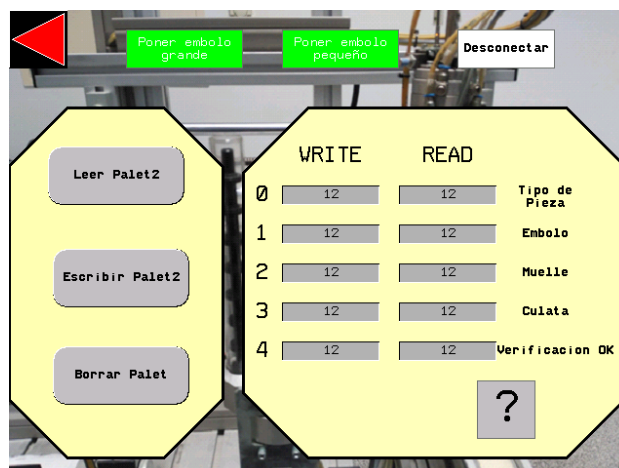 Poner embolo
grande
Poner embolo
pequeño
Desconectar
Leer Palet2
Escribir Palet2
Borrar Palet
WRITE READ
0 12 12 Tipo de
Pieza
1 12 12 Embolo
2 12 12 Muelle
3 12 12 Culata
4 12 12 Verificacion OK
?